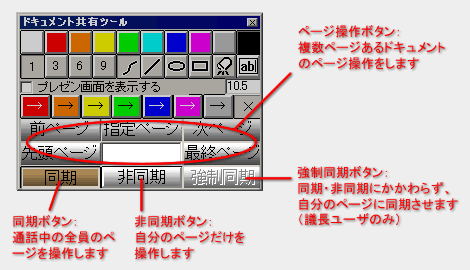 ドキュメント共有ツール
1 3 6 9 ab
プレゼン画面を表示する 10.5
前ページ 指定ページ 次ページ
先頭ページ 最終ページ
同期 非同期 強制同期
ページ操作ボタン:
複数ページあるドキュメント
のページ操作をします
強制同期ボタン:
同期・非同期にかかわらず、
自分のページに同期させます
(議長ユーザのみ)
同期ボタン:
通話中の全員のペ
ージを操作します
非同期ボタン:
自分のページだけを
操作します